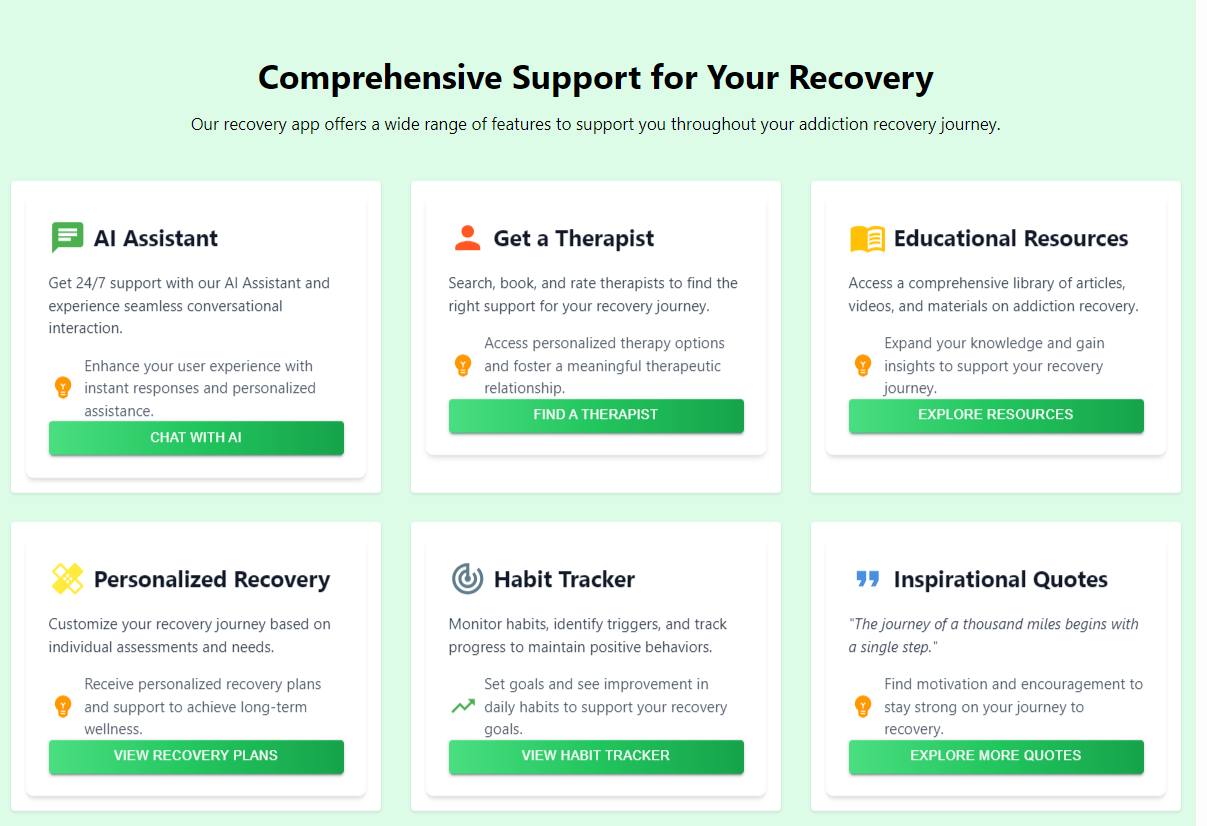 Comprehensive Support for Your Recovery
Our recovery app offers a wide range of features to support you throughout your addiction recovery journey.
AI Assistant
Get 24/7 support with our AI Assistant and
experience seamless conversational
interaction.
Enhance your user experience with
instant responses and personalized
assistance.
CHAT WITH AI
Get a Therapist
Search, book, and rate therapists to find the
right support for your recovery journey.
Access personalized therapy options
and foster a meaningful therapeutic
relationship.
FIND A THERAPIST
Educational Resources
Access a comprehensive library of articles,
videos, and materials on addiction recovery.
Expand your knowledge and gain
insights to support your recovery
journey.
EXPLORE RESOURCES
Personalized Recovery
Customize your recovery journey based on
individual assessments and needs.
Receive personalized recovery plans
and support to achieve long-term
wellness.
VIEW RECOVERY PLANS
Habit Tracker
Monitor habits, identify triggers, and track
progress to maintain positive behaviors.
Set goals and see improvement in
daily habits to support your recovery
goals.
VIEW HABIT TRACKER
Inspirational Quotes
"The journey of a thousand miles begins with
a single step."
Find motivation and encouragement to
stay strong on your journey to
recovery.
EXPLORE MORE QUOTES